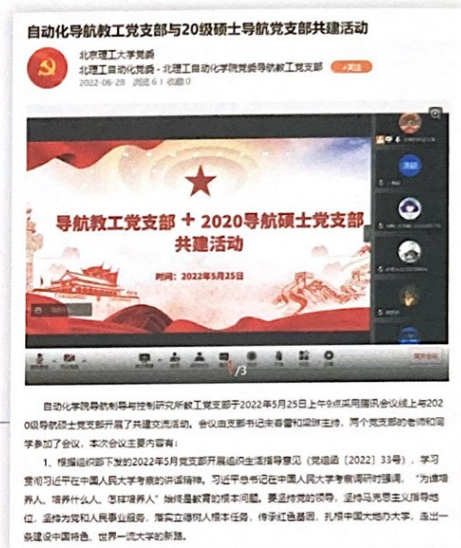 自动化导航教工党支部与20级硕士导航党支部共建活动
北京理工大学党委
北理工自动化党委 - 北理工自动化学院党委导航教工党支部
+关注
2022-06-28 浏览 6 | 收藏 0
导航教工党支部 + 2020导航硕士党支部
共建活动
时间：2022年5月25日
1/3
自动化学院导航制导与控制研究所教工党支部于2022年5月25日上午9点采用腾讯会议线上与202
0级导航硕士党支部开展了共建交流活动。会议由支部书记宋春雷和梁琳主持，两个党支部的老师和同
学参加了会议，本次会议主要内容有：
1、根据组织部下发的2022年5月党支部开展组织生活指导意见（党组函〔2022〕33号），学习
贯彻习近平在中国人民大学考察的讲话精神。习近平总书记在中国人民大学考察调研时强调，“为谁培
养人、培养什么人、怎样培养人”始终是教育的根本问题。要坚持党的领导，坚持马克思主义指导地
位，坚持为党和人民事业服务，落实立德树人根本任务，传承红色基因，扎根中国大地办大学，走出一
条建设中国特色、世界一流大学的新路。